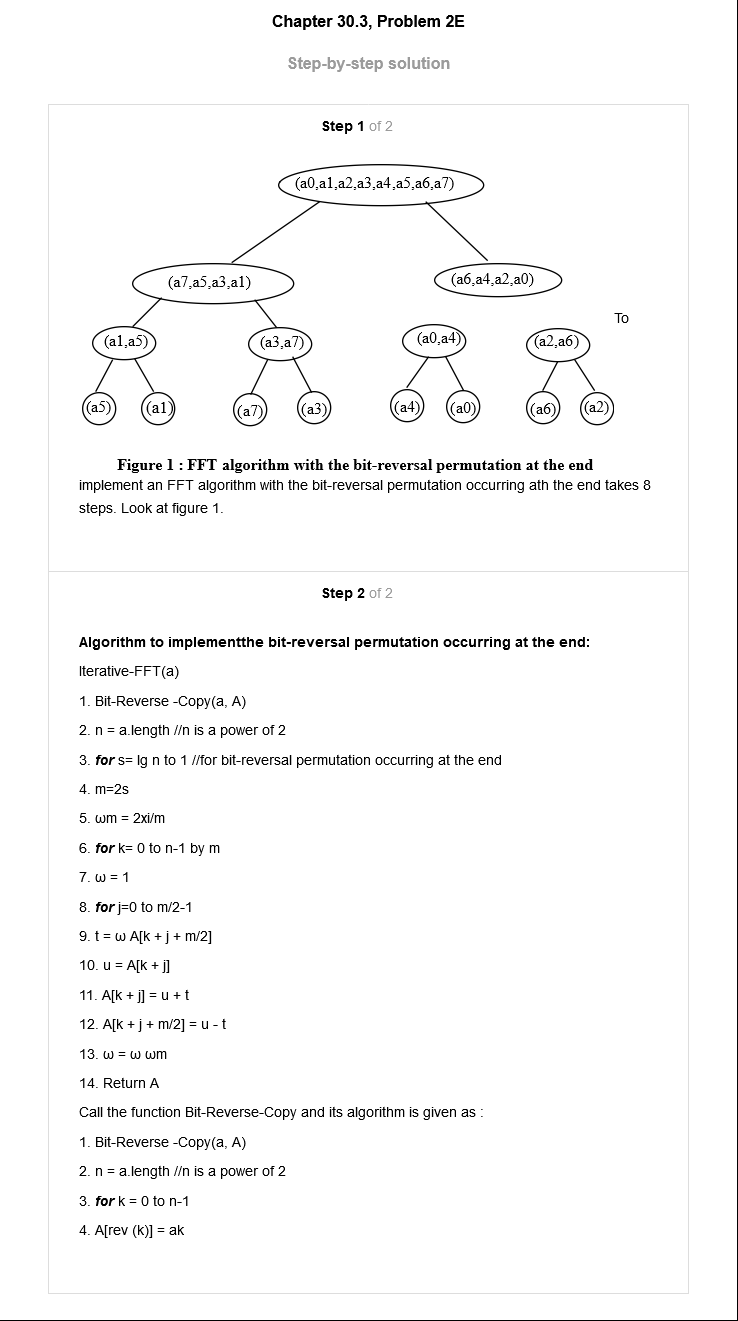 Chapter 30.3, Problem 2E
Step-by-step solution
Step 1 of 2
(a0,a1,a2,a3,a4,a5,a6,a7)
(a7,a5,a3,a1)
(a6,a4,a2,a0)
To
(a1,a5)
(a3,a7)
(a0,a4)
(a2,a6)
(a5)
(a1)
(a7)
(a3)
(a4)
(a0)
(a6)
(a2)
Figure 1 : FFT algorithm with the bit-reversal permutation at the end
implement an FFT algorithm with the bit-reversal permutation occurring ath the end takes 8
steps. Look at figure 1.
Step 2 of 2
Algorithm to implementthe bit-reversal permutation occurring at the end:
Iterative-FFT(a)
1. Bit-Reverse -Copy(a, A)
2. n = a.length //n is a power of 2
3. for s= lg n to 1 //for bit-reversal permutation occurring at the end
4. m=2s
5. ωm = 2xi/m
6. for k= 0 to n-1 by m
7. ω = 1
8. for j=0 to m/2-1
9. t = ω A[k + j + m/2]
10. u = A[k + j]
11. A[k + j] = u + t
12. A[k + j + m/2] = u - t
13. ω = ω ωm
14. Return A
Call the function Bit-Reverse-Copy and its algorithm is given as :
1. Bit-Reverse -Copy(a, A)
2. n = a.length //n is a power of 2
3. for k = 0 to n-1
4. A[rev (k)] = ak